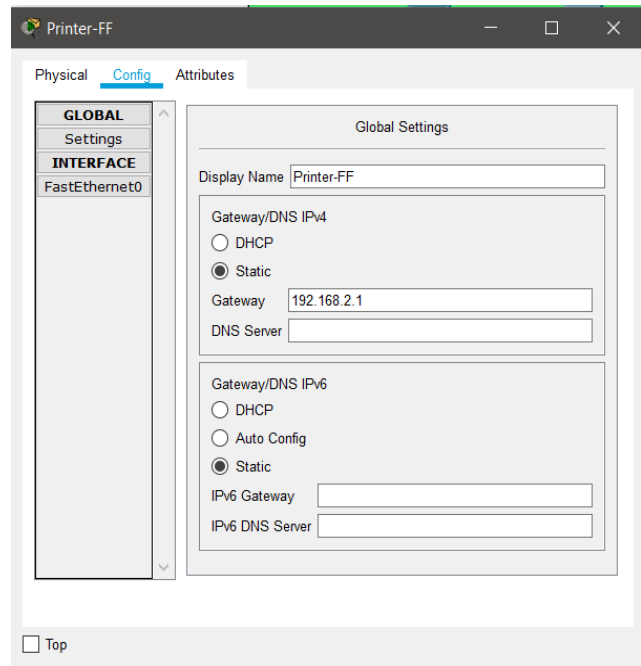 Printer-FF
Physical Config Attributes
GLOBAL
Settings
INTERFACE
FastEthernet0
Global Settings
Display Name Printer-FF
Gateway/DNS IPv4
DHCP
Static
Gateway 192.168.2.1
DNS Server
Gateway/DNS IPv6
DHCP
Auto Config
Static
IPv6 Gateway
IPv6 DNS Server
Top